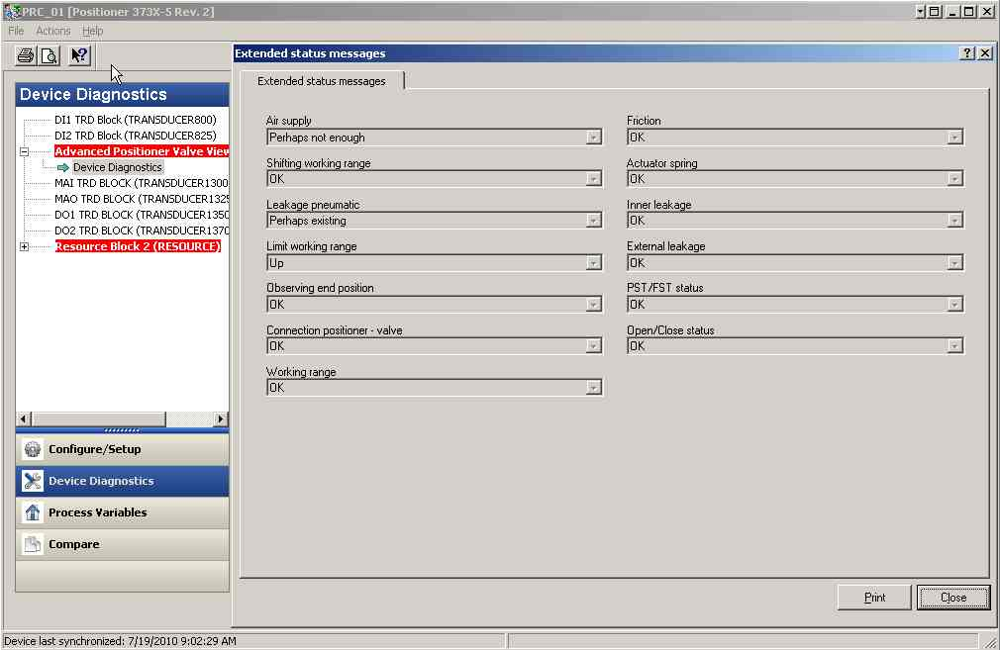 PRC_01 [Positioner 373X-5 Rev. 2]
File Actions Help
Extended status messages
Extended status messages
Device Diagnostics
DI1 TRD Block (TRANSDUCER800)
DI2 TRD Block (TRANSDUCER825)
Advanced Positioner Valve View
Device Diagnostics
MAI TRD BLOCK (TRANSDUCER1300
MAO TRD BLOCK (TRANSDUCER1325
DO1 TRD BLOCK (TRANSDUCER1350
DO2 TRD BLOCK (TRANSDUCER1370
Resource Block 2 (RESOURCE)
Configure/Setup
Device Diagnostics
Process Variables
Compare
Air supply
Perhaps not enough
Shifting working range
OK
Leakage pneumatic
Perhaps existing
Limit working range
Up
Observing end position
OK
Connection positioner - valve
OK
Working range
OK
Friction
OK
Actuator spring
OK
Inner leakage
OK
External leakage
OK
PST/FST status
OK
Open/Close status
OK
Print Close
Device last synchronized: 7/19/2010 9:02:29 AM